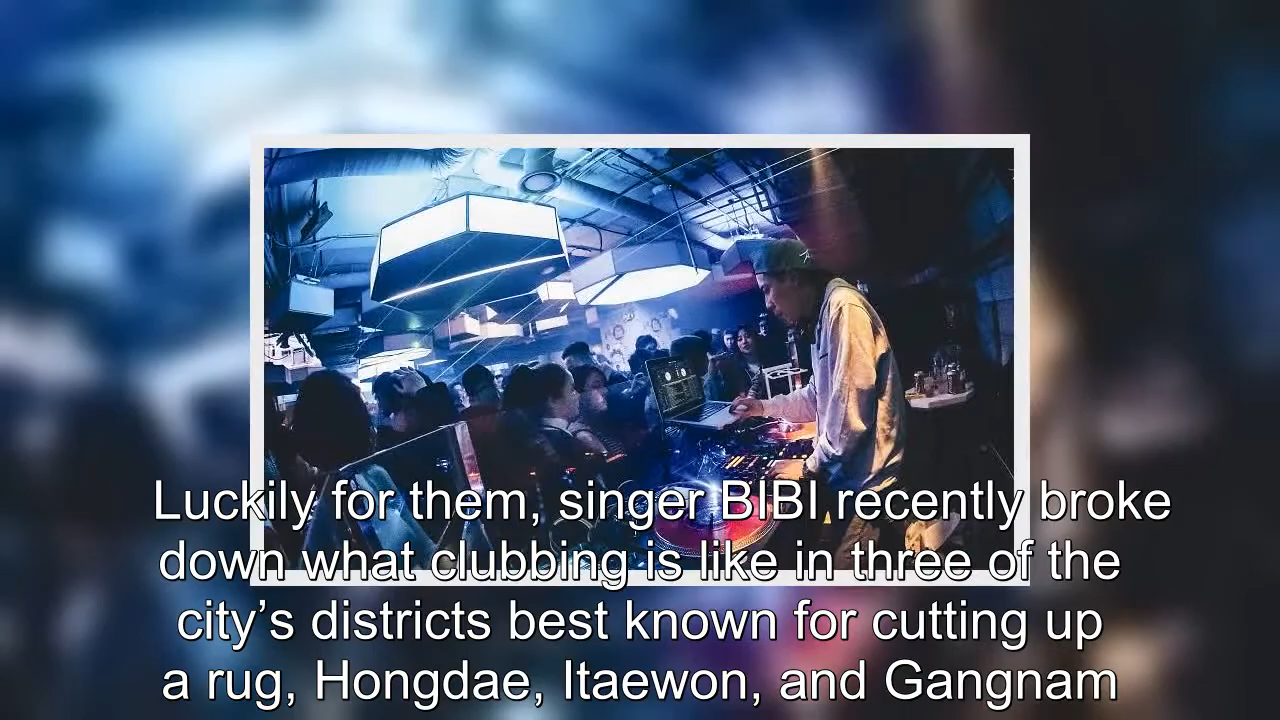 Luckily for them, singer BIBI recently broke
down what clubbing is like in three of the
city’s districts best known for cutting up
a rug, Hongdae, Itaewon, and Gangnam